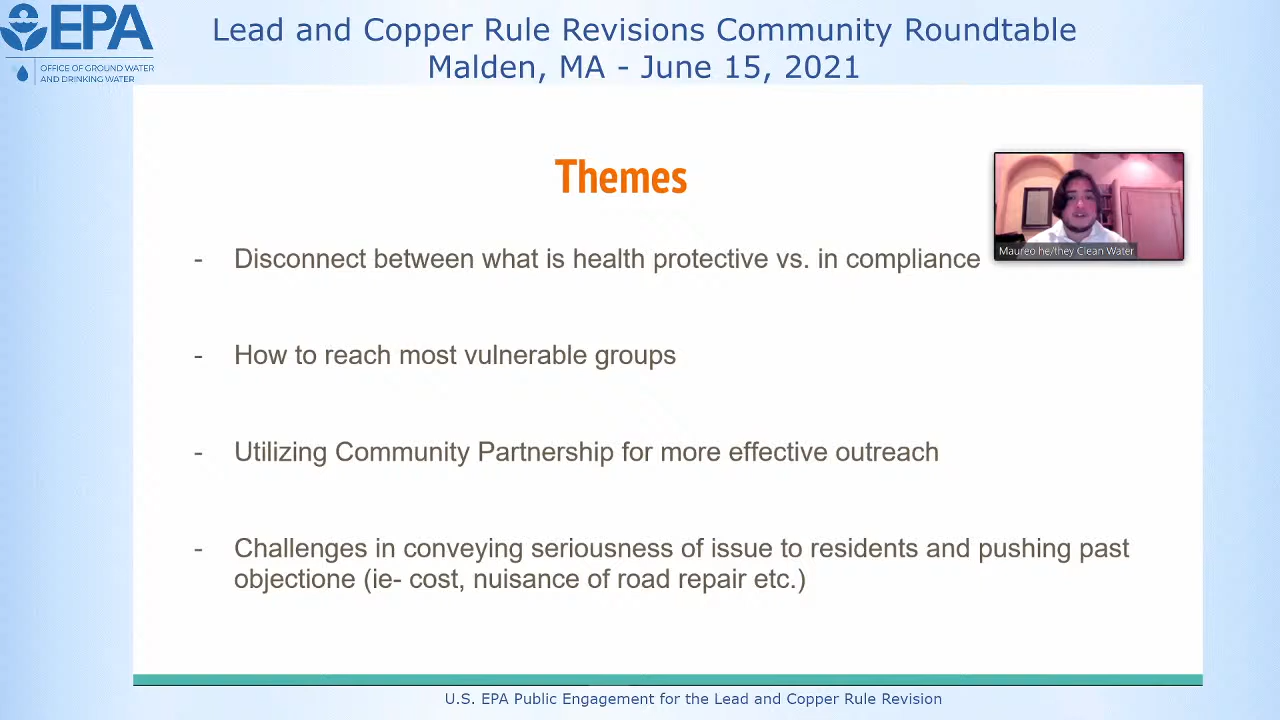 EPA
OFFICE OF GROUND WATER
AND DRINKING WATER
Lead and Copper Rule Revisions Community Roundtable
Malden, MA - June 15, 2021
Themes
Maureo he/they Clean Water
- Disconnect between what is health protective vs. in compliance
- How to reach most vulnerable groups
- Utilizing Community Partnership for more effective outreach
- Challenges in conveying seriousness of issue to residents and pushing past
objectione (ie- cost, nuisance of road repair etc.)
U.S. EPA Public Engagement for the Lead and Copper Rule Revision